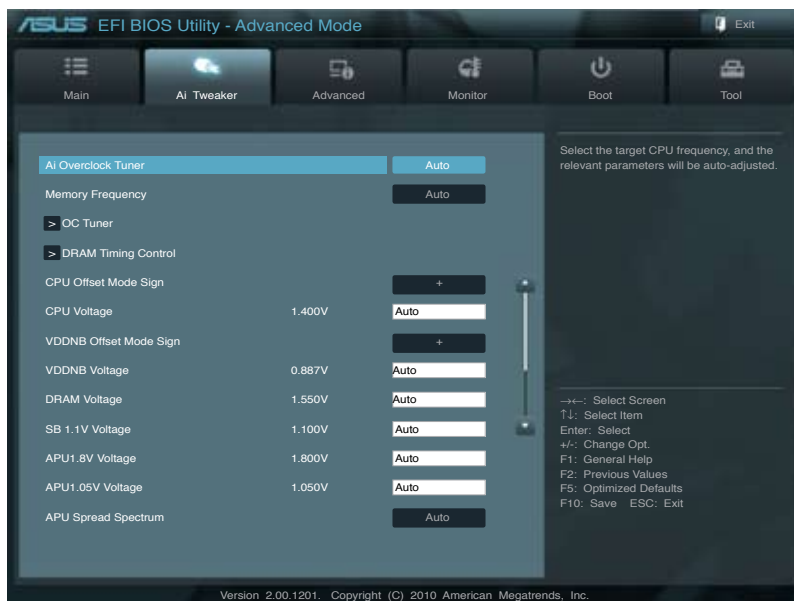 ASUS EFI BIOS Utility - Advanced Mode
Exit
Main
Ai Tweaker
Advanced
Monitor
Boot
Tool
Ai Overclock Tuner Auto
Memory Frequency Auto
> OC Tuner
> DRAM Timing Control
CPU Offset Mode Sign +
CPU Voltage 1.400V Auto
VDDNB Offset Mode Sign +
VDDNB Voltage 0.887V Auto
DRAM Voltage 1.550V Auto
SB 1.1V Voltage 1.100V Auto
APU1.8V Voltage 1.800V Auto
APU1.05V Voltage 1.050V Auto
APU Spread Spectrum Auto
Select the target CPU frequency, and the
relevant parameters will be auto-adjusted.
→←: Select Screen
↑↓: Select Item
Enter: Select
+/-: Change Opt.
F1: General Help
F2: Previous Values
F5: Optimized Defaults
F10: Save ESC: Exit
Version 2.00.1201. Copyright (C) 2010 American Megatrends, Inc.